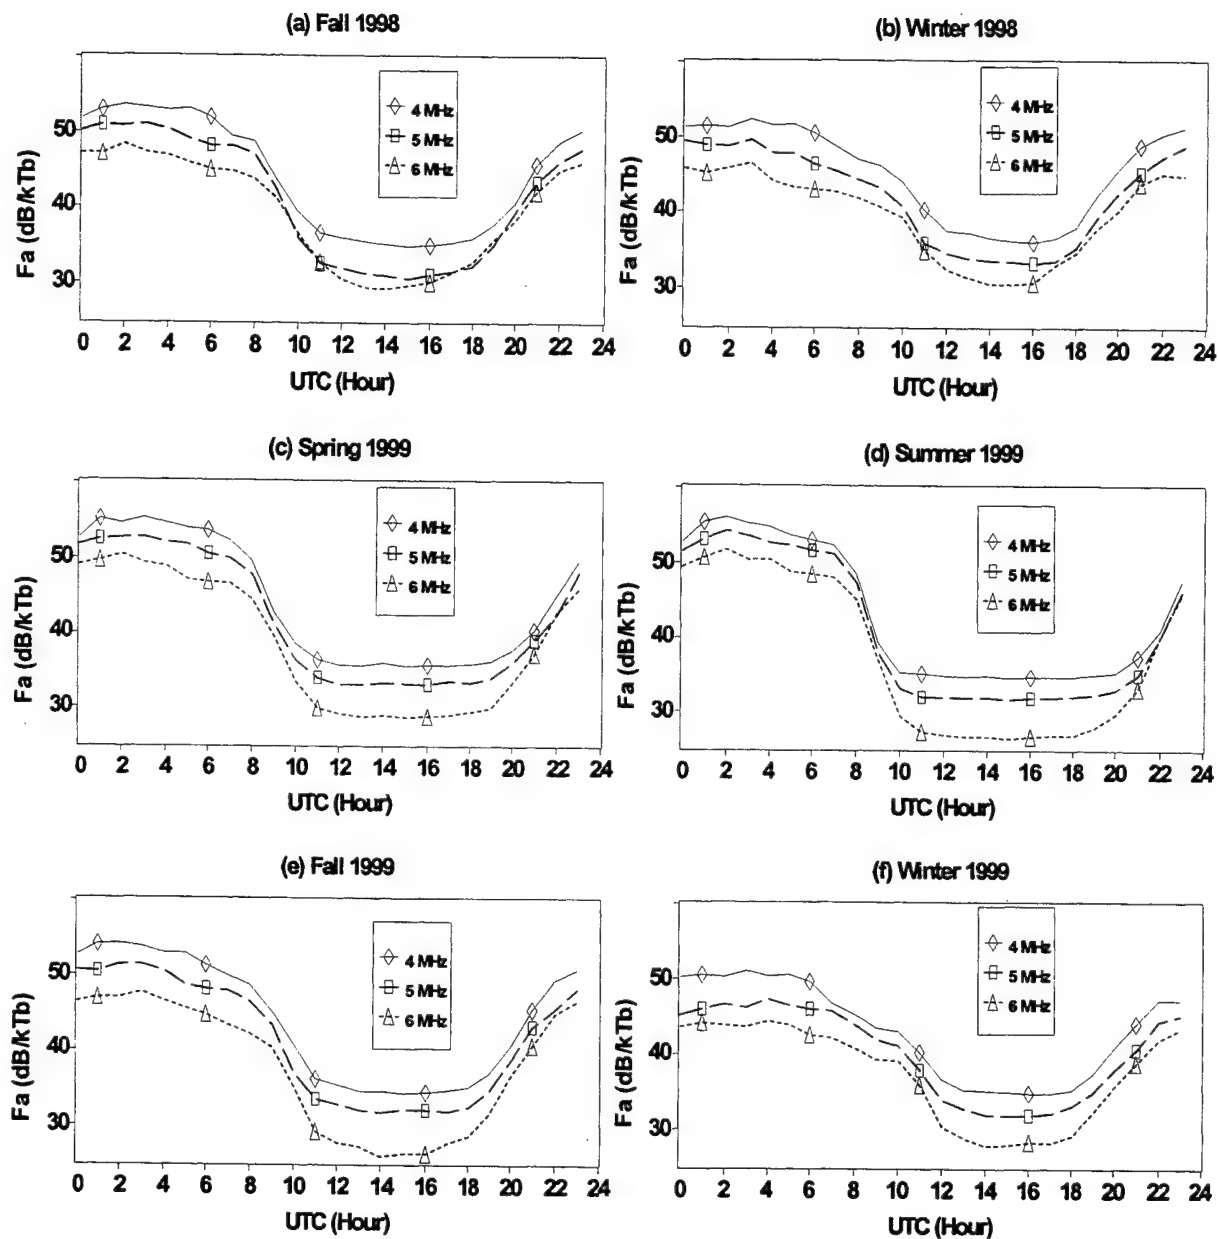 (a) Fall 1998
Fa (dB/kTb)
50
40
30
4 MHz
5 MHz
6 MHz
0 2 4 6 8 10 12 14 16 18 20 22 24
UTC (Hour)
(b) Winter 1998
Fa (dB/kTb)
50
40
30
4 MHz
5 MHz
6 MHz
0 2 4 6 8 10 12 14 16 18 20 22 24
UTC (Hour)
(c) Spring 1999
Fa (dB/kTb)
50
40
30
4 MHz
5 MHz
6 MHz
0 2 4 6 8 10 12 14 16 18 20 22 24
UTC (Hour)
(d) Summer 1999
Fa (dB/kTb)
50
40
30
4 MHz
5 MHz
6 MHz
0 2 4 6 8 10 12 14 16 18 20 22 24
UTC (Hour)
(e) Fall 1999
Fa (dB/kTb)
50
40
30
4 MHz
5 MHz
6 MHz
0 2 4 6 8 10 12 14 16 18 20 22 24
UTC (Hour)
(f) Winter 1999
Fa (dB/kTb)
50
40
30
4 MHz
5 MHz
6 MHz
0 2 4 6 8 10 12 14 16 18 20 22 24
UTC (Hour)